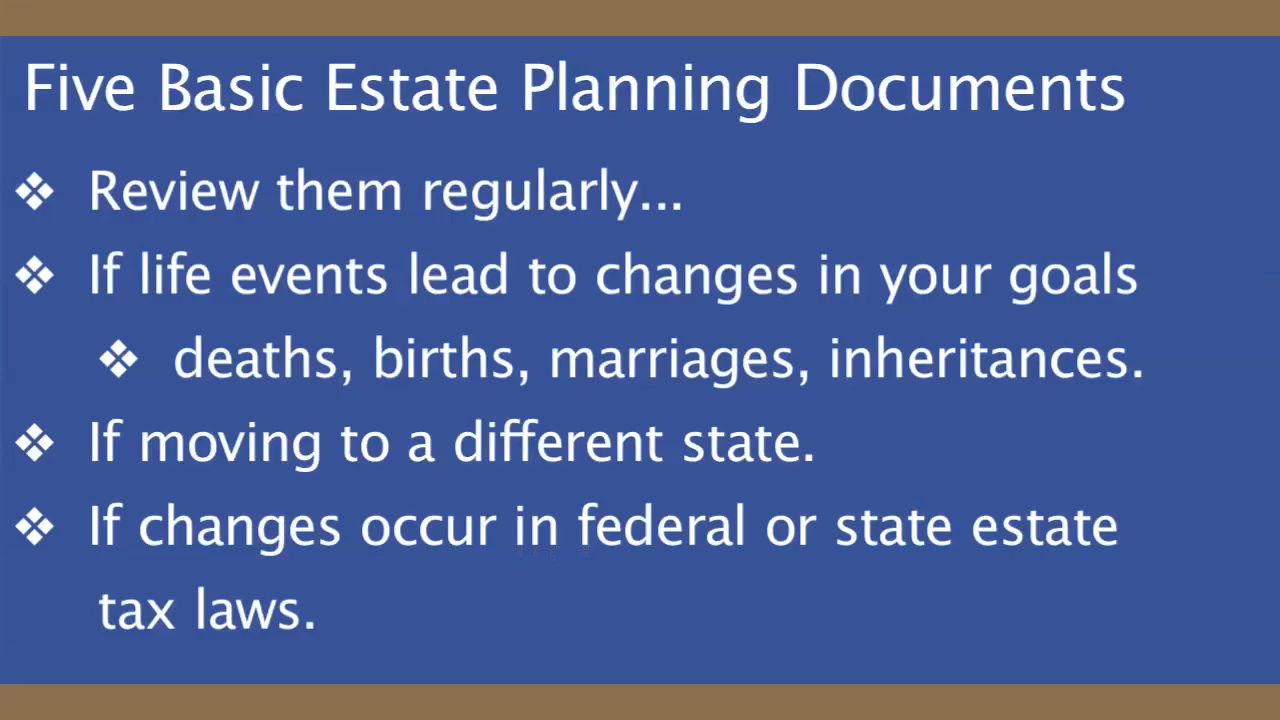 Five Basic Estate Planning Documents
❖ Review them regularly...
❖ If life events lead to changes in your goals
❖ deaths, births, marriages, inheritances.
❖ If moving to a different state.
❖ If changes occur in federal or state estate
tax laws.